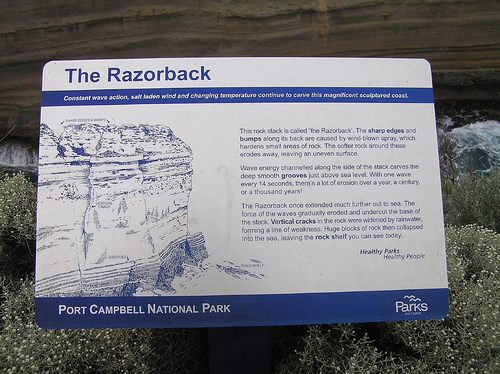 The Razorback
Constant wave action, salt laden wind and changing temperature continue to carve this magnificent sculptured coast.
SHARP EDGES & BUMPS
This rock stack is called 'the Razorback'. The sharp edges and
bumps along its back are caused by wind-blown spray, which
hardens small areas of rock. The softer rock around these
erodes away, leaving an uneven surface.
Wave energy channelled along the side of the stack carves the
deep smooth grooves just above sea level. With one wave
every 14 seconds, there's a lot of erosion over a year, a century,
or a thousand years!
The Razorback once extended much further out to sea. The
force of the waves gradually eroded and undercut the base of
the stack. Vertical cracks in the rock were widened by rainwater,
forming a line of weakness. Huge blocks of rock then collapsed
into the sea, leaving the rock shelf you can see today.
GROOVES
ROCK SHELF
Healthy Parks
Healthy People
PORT CAMPBELL NATIONAL PARK
Parks
VICTORIA